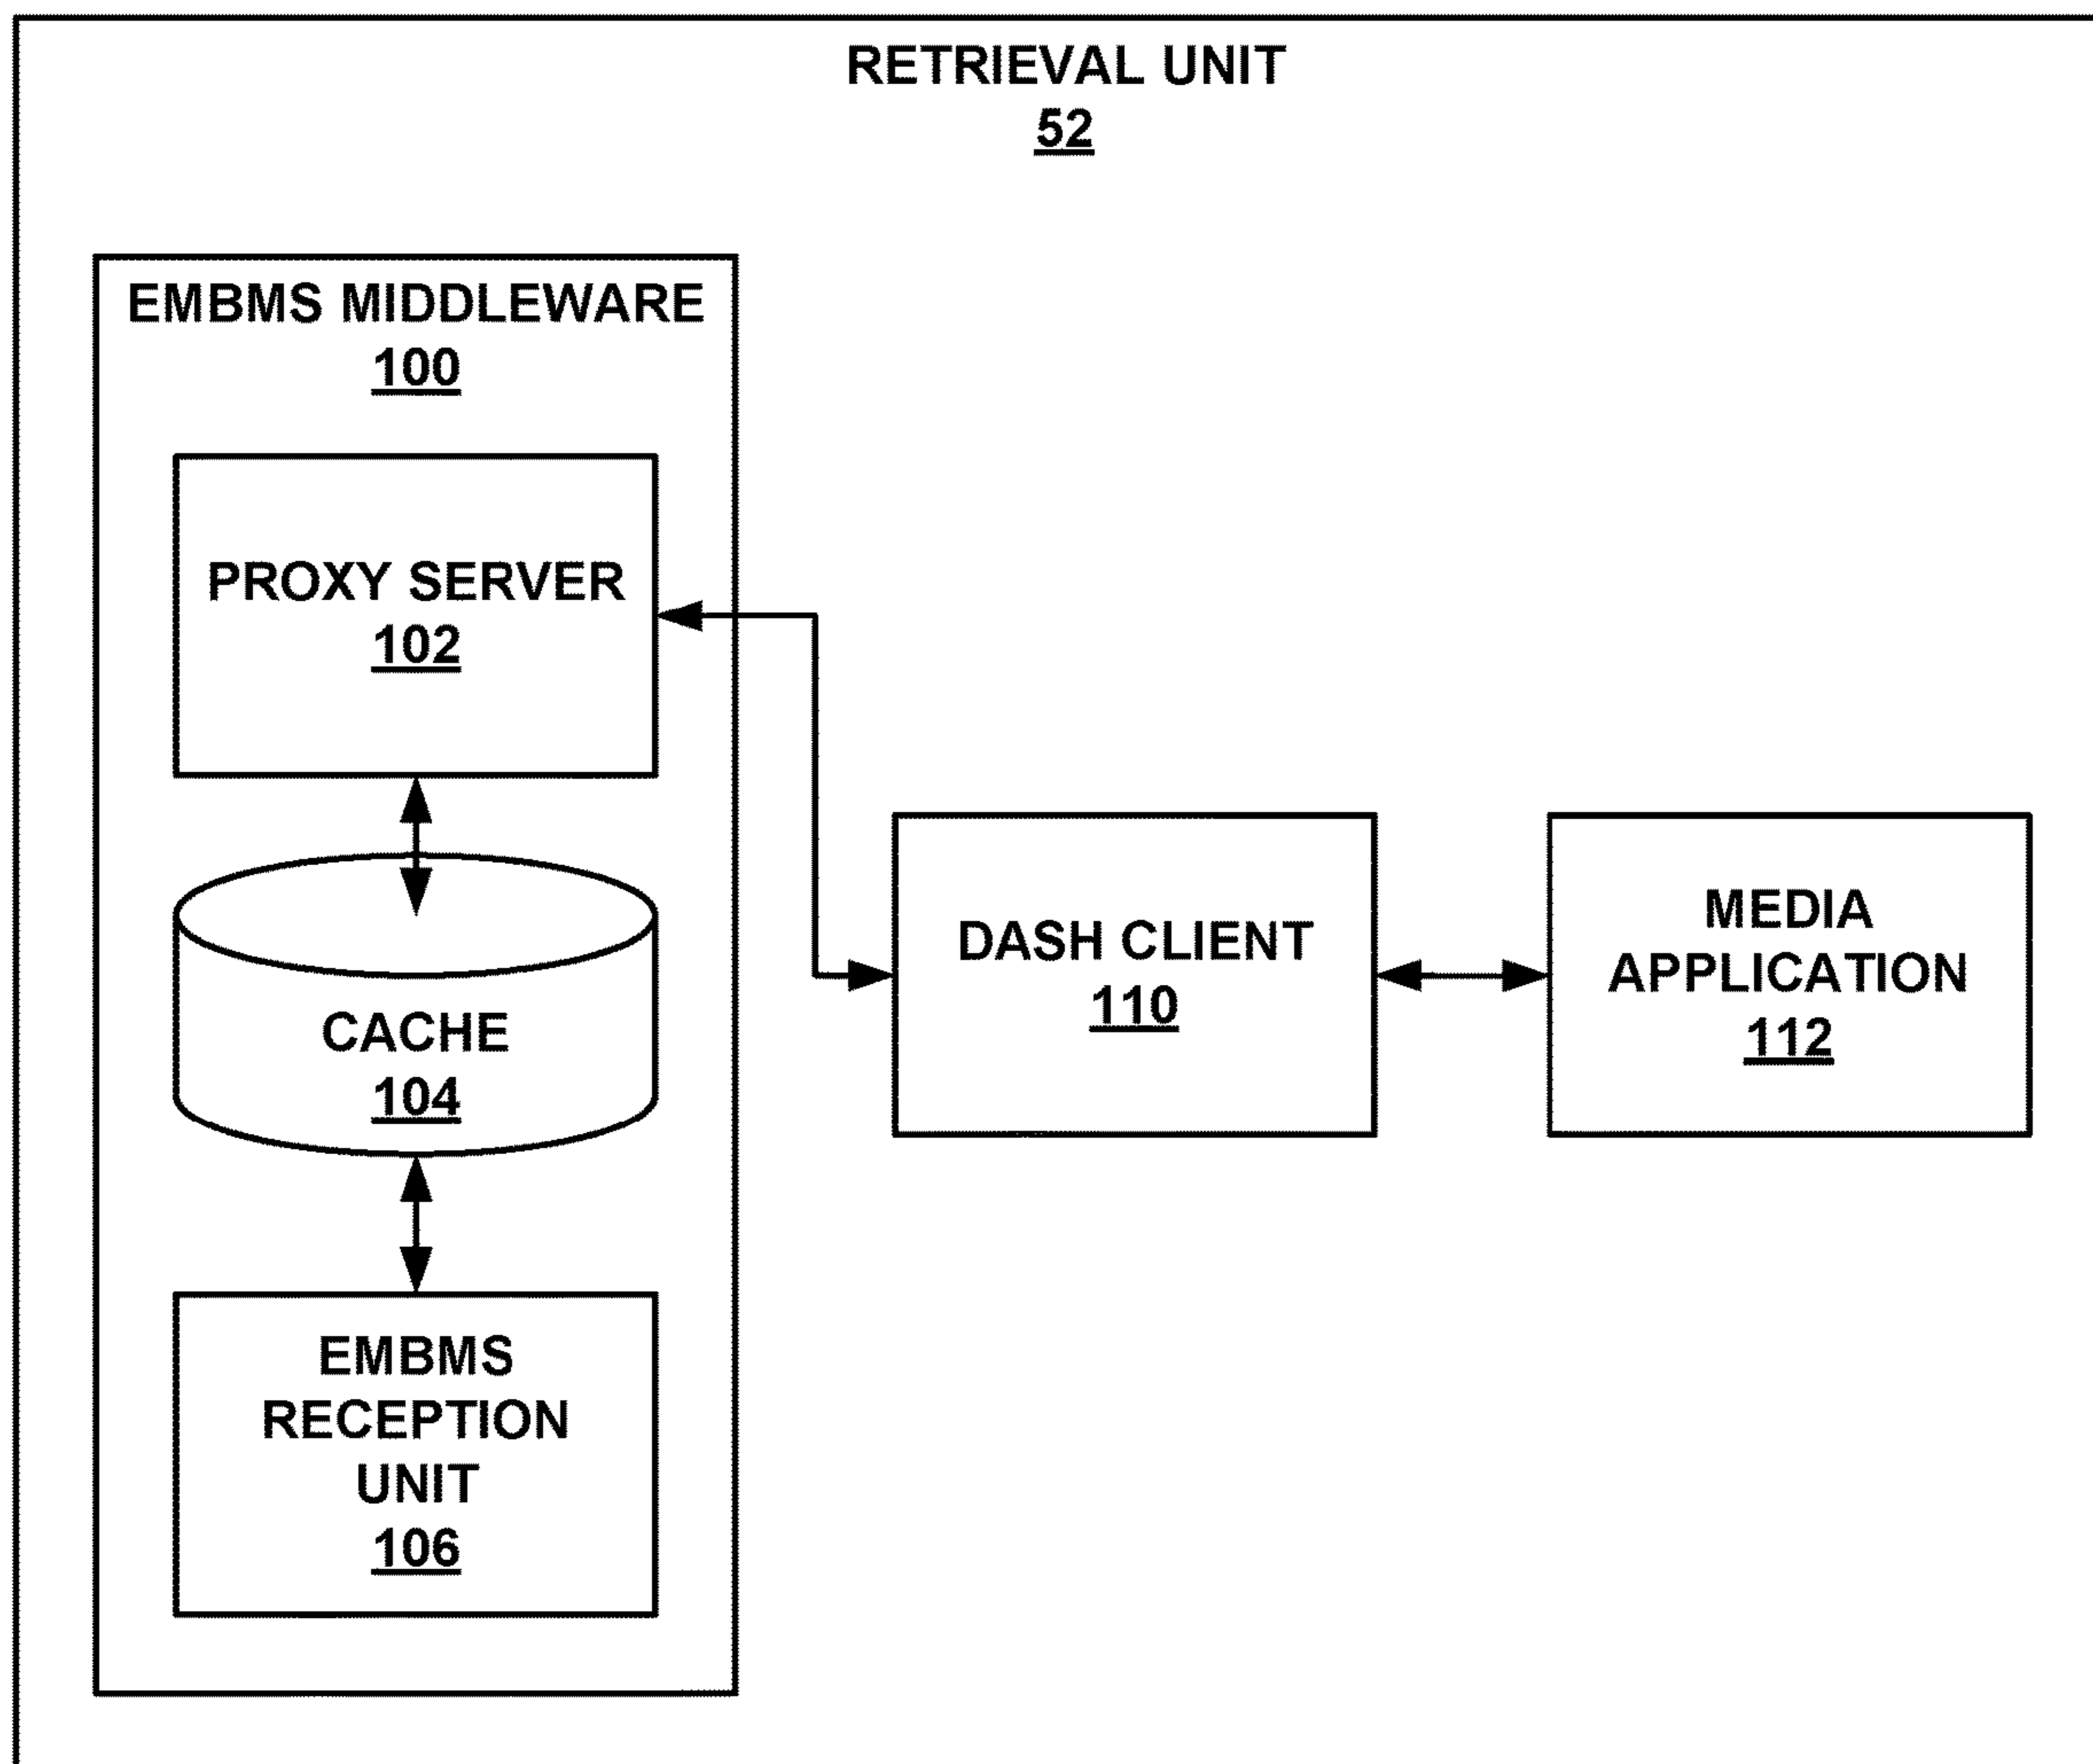 RETRIEVAL UNIT
52
EMBMS MIDDLEWARE
100
PROXY SERVER
102
CACHE
104
EMBMS
RECEPTION
UNIT
106
DASH CLIENT
110
MEDIA
APPLICATION
112